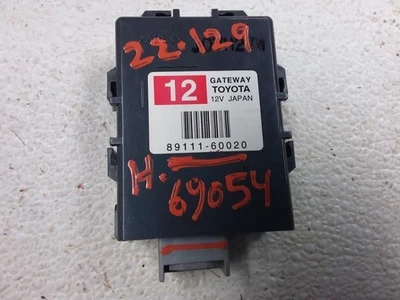 22.129
12
GATEWAY
TOYOTA
12V JAPAN
89111-60020
H.
69054